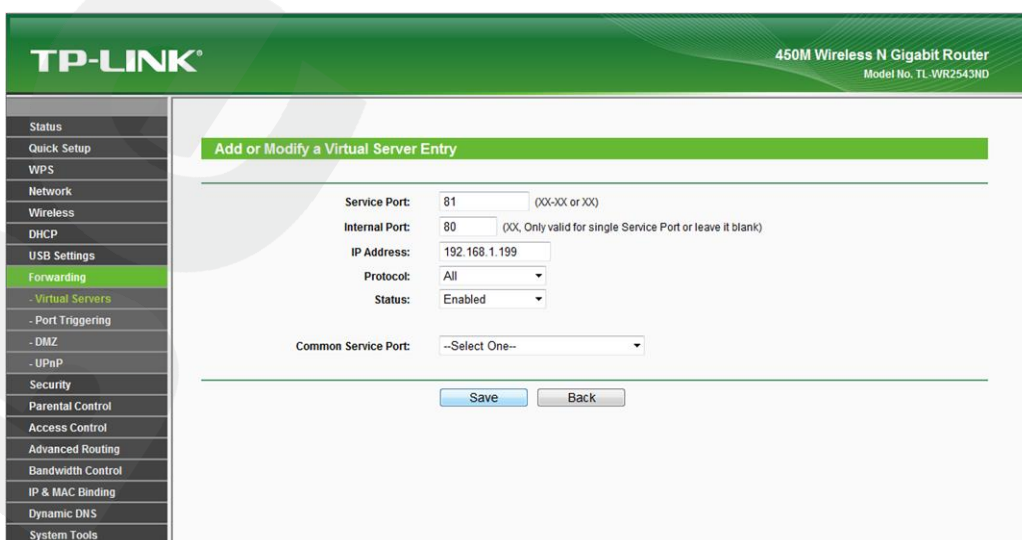 TP-LINK®
450M Wireless N Gigabit Router
Model No. TL-WR2543ND
Status
Quick Setup
WPS
Network
Wireless
DHCP
USB Settings
Forwarding
- Virtual Servers
- Port Triggering
- DMZ
- UPnP
Security
Parental Control
Access Control
Advanced Routing
Bandwidth Control
IP & MAC Binding
Dynamic DNS
System Tools
Add or Modify a Virtual Server Entry
Service Port: 81 (XX-XX or XX)
Internal Port: 80 (XX, Only valid for single Service Port or leave it blank)
IP Address: 192.168.1.199
Protocol: All
Status: Enabled
Common Service Port: --Select One--
Save Back